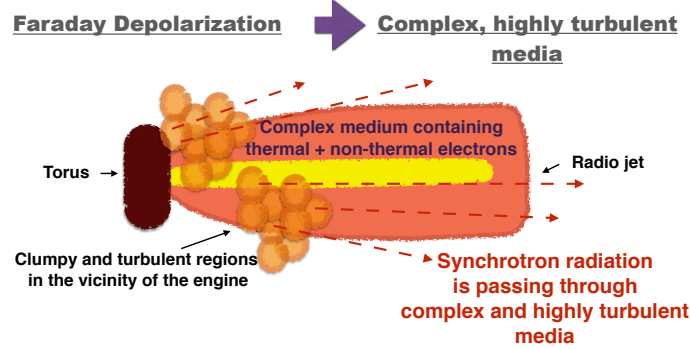 Faraday Depolarization
Complex, highly turbulent
media
Complex medium containing
thermal + non-thermal electrons
Torus
Radio jet
Clumpy and turbulent regions
in the vicinity of the engine
Synchrotron radiation
is passing through
complex and highly turbulent
media